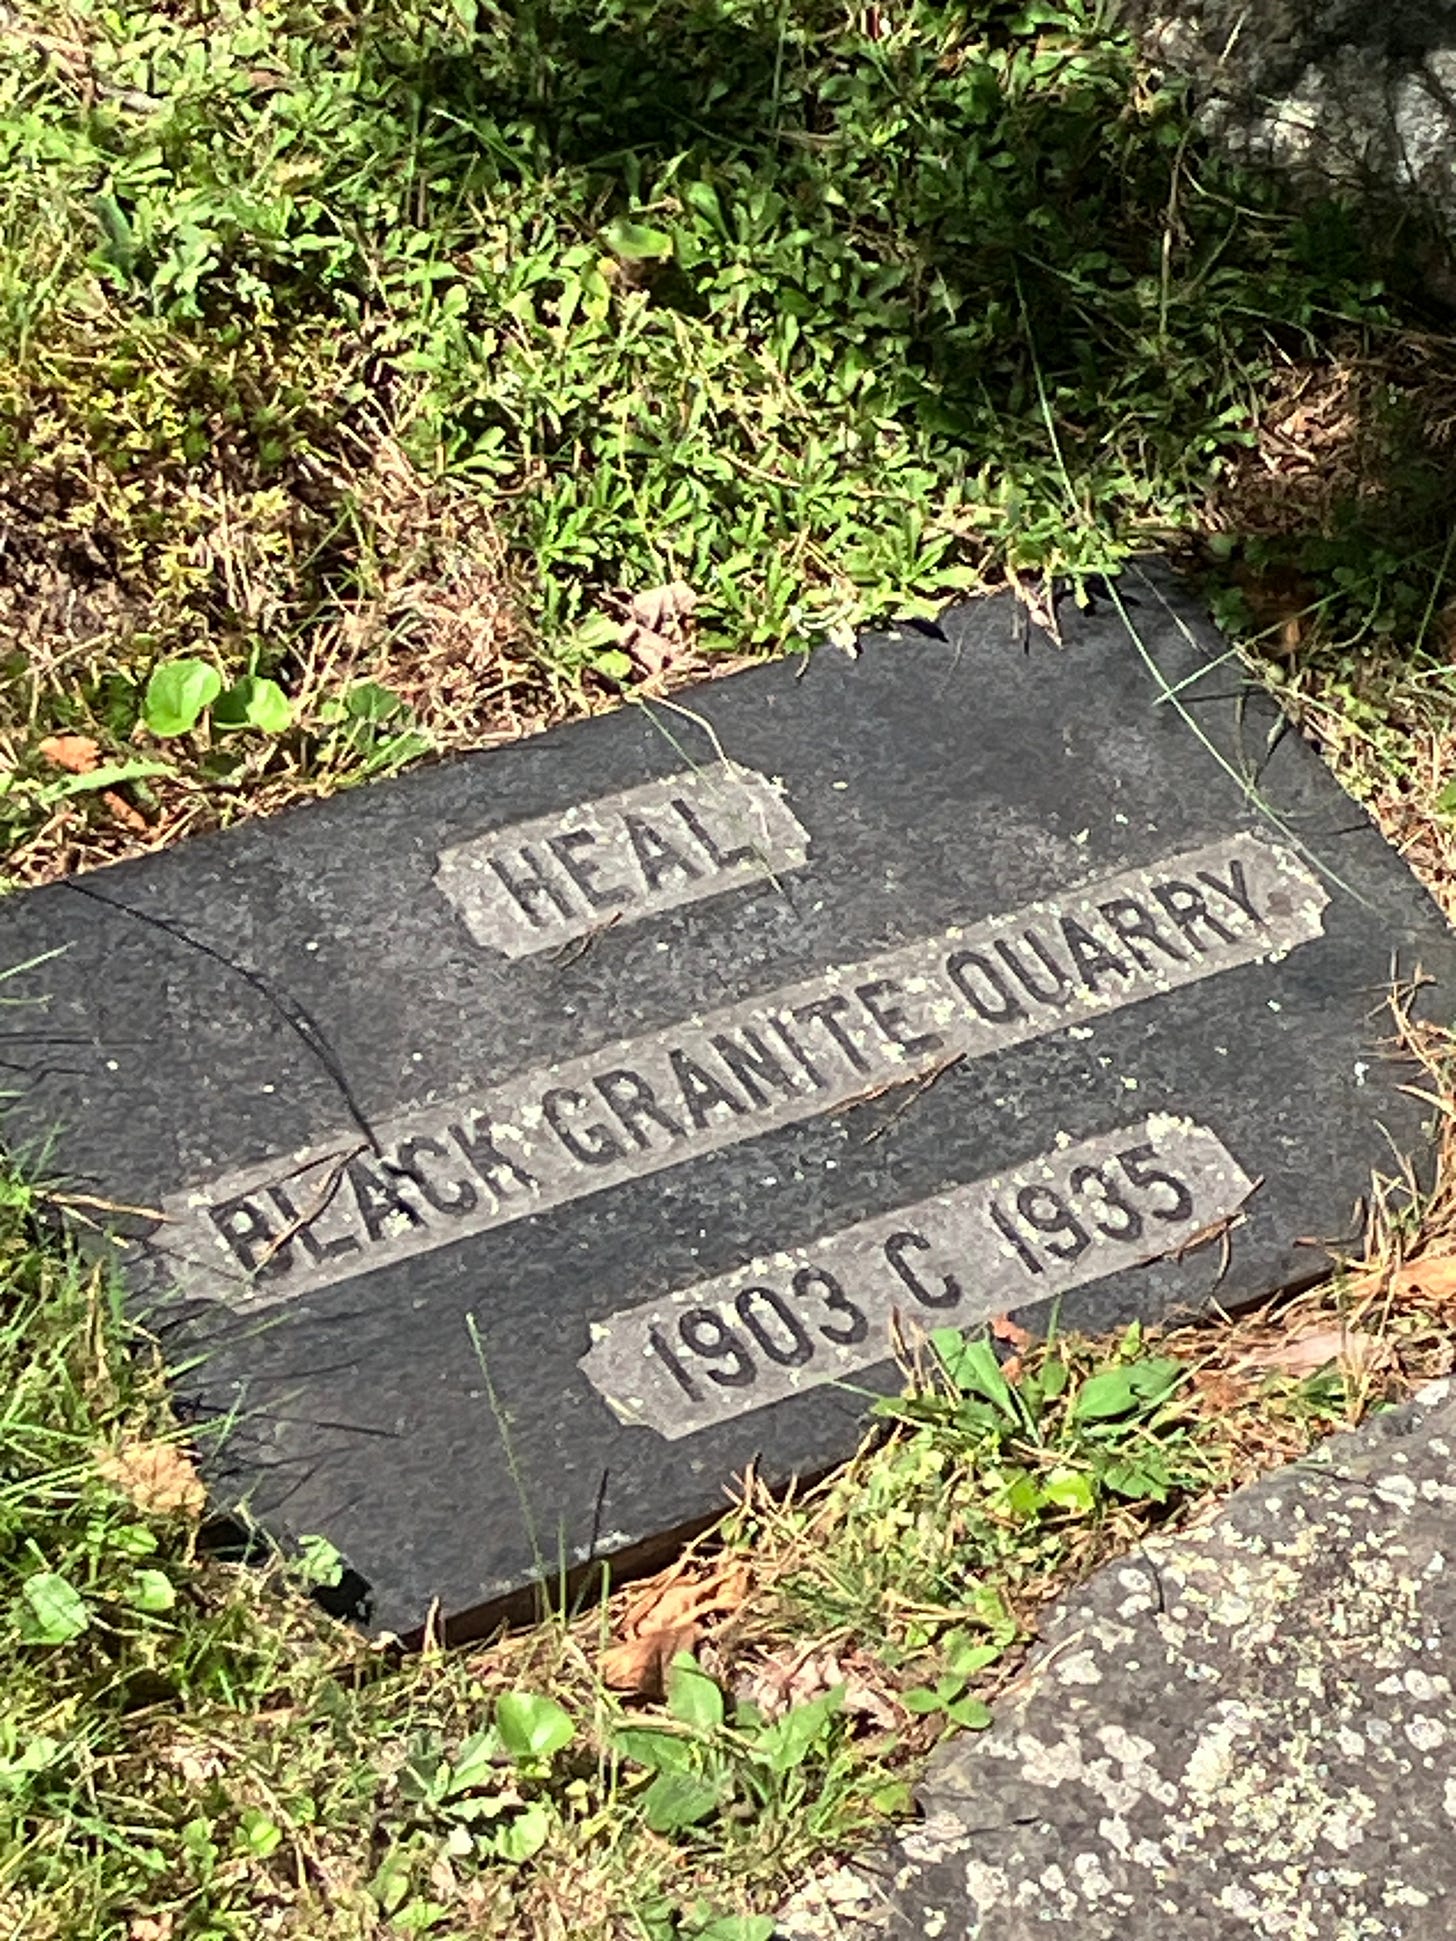 HEAL
BLACK GRANITE QUARRY
1903 C 1935